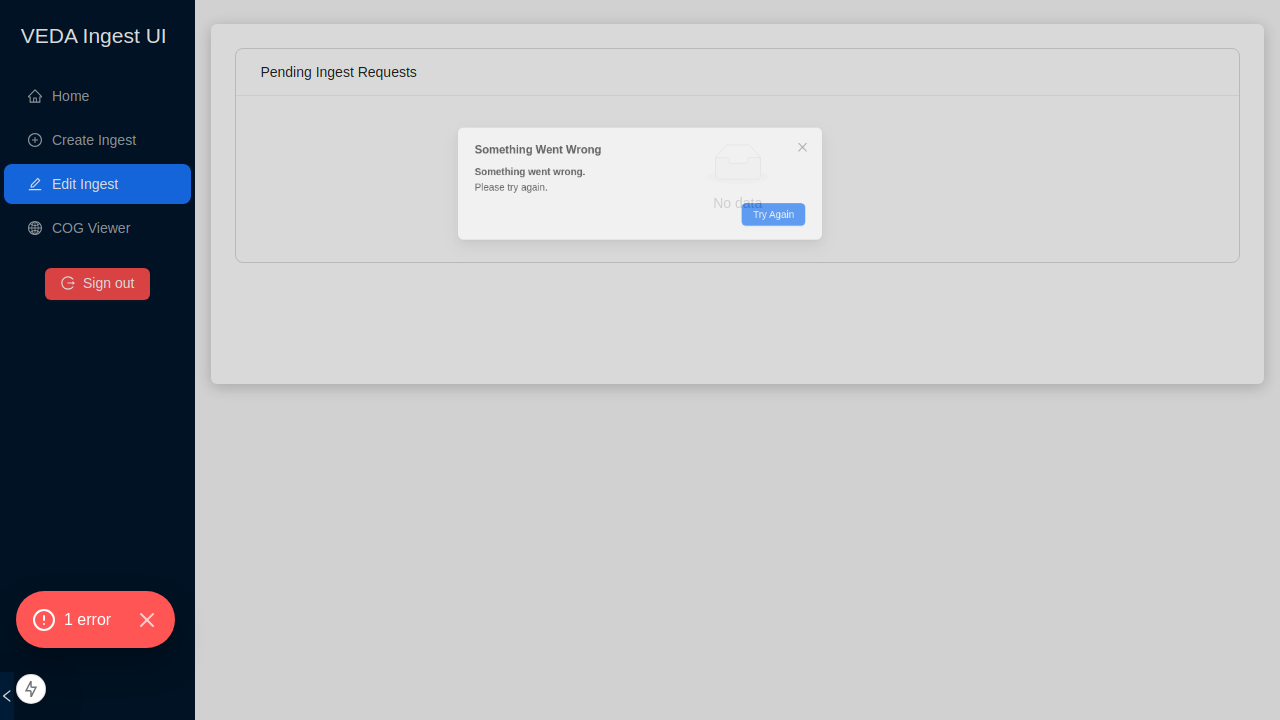 VEDA Ingest UI
Home
Create Ingest
Edit Ingest
COG Viewer
Sign out
Pending Ingest Requests
Something Went Wrong
Something went wrong.
Please try again.
No data
Try Again
1 error